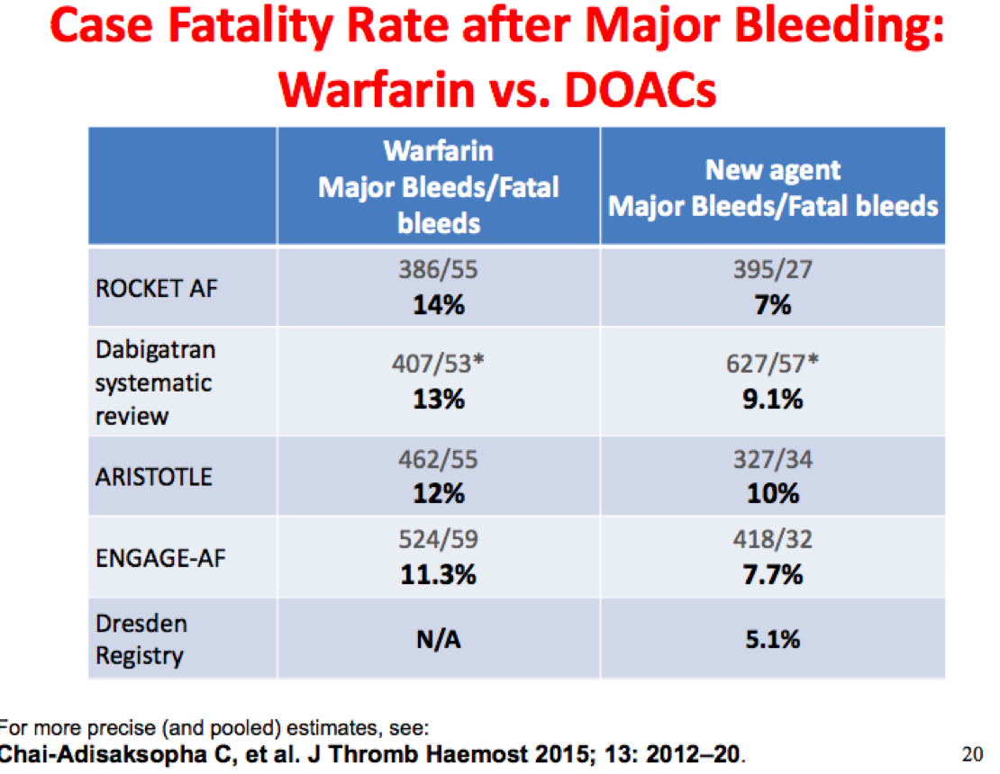 Case Fatality Rate after Major Bleeding:
Warfarin vs. DOACs
Warfarin
Major Bleeds/Fatal
bleeds
New agent
Major Bleeds/Fatal bleeds
ROCKET AF
386/55
14%
395/27
7%
Dabigatran
systematic
review
407/53*
13%
627/57*
9.1%
ARISTOTLE
462/55
12%
327/34
10%
ENGAGE-AF
524/59
11.3%
418/32
7.7%
Dresden
Registry
N/A
5.1%
For more precise (and pooled) estimates, see:
Chai-Adisaksopha C, et al. J Thromb Haemost 2015; 13: 2012–20.
20